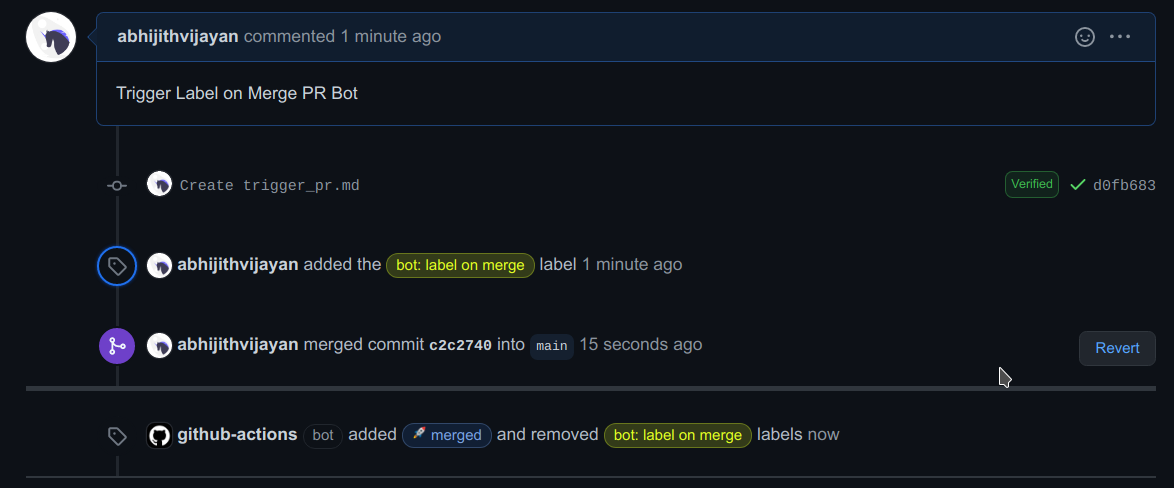 abhijithvijayan commented 1 minute ago
Trigger Label on Merge PR Bot
Create trigger_pr.md Verified d0fb683
abhijithvijayan added the bot: label on merge label 1 minute ago
abhijithvijayan merged commit c2c2740 into main 15 seconds ago Revert
github-actions bot added 🚀 merged and removed bot: label on merge labels now